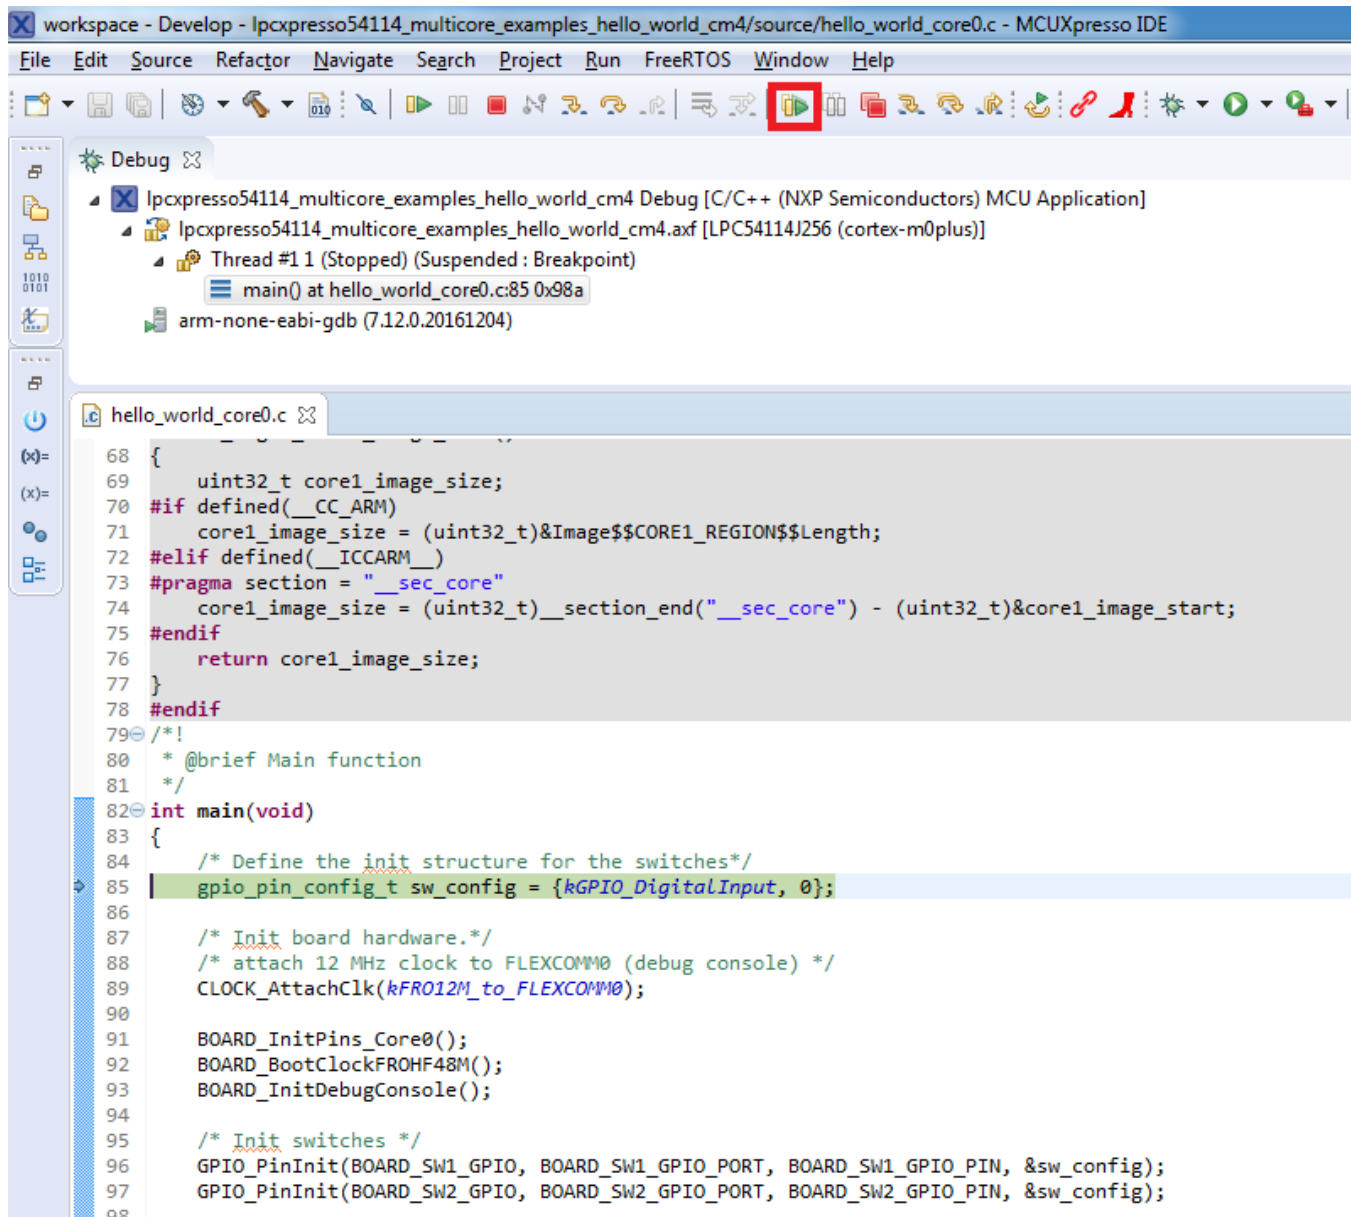 workspace - Develop - lpcxpresso54114_multicore_examples_hello_world_cm4/source/hello_world_core0.c - MCUXpresso IDE
File Edit Source Refactor Navigate Search Project Run FreeRTOS Window Help
Debug
lpcxpresso54114_multicore_examples_hello_world_cm4 Debug [C/C++ (NXP Semiconductors) MCU Application]
lpcxpresso54114_multicore_examples_hello_world_cm4.axf [LPC54114J256 (cortex-m0plus)]
Thread #1 1 (Stopped) (Suspended : Breakpoint)
main() at hello_world_core0.c:85 0x98a
arm-none-eabi-gdb (7.12.0.20161204)
hello_world_core0.c
68 {
69 uint32_t core1_image_size;
70 #if defined(__CC_ARM)
71 core1_image_size = (uint32_t)&Image$$CORE1_REGION$$Length;
72 #elif defined(__ICCARM__)
73 #pragma section = "__sec_core"
74 core1_image_size = (uint32_t)__section_end("__sec_core") - (uint32_t)&core1_image_start;
75 #endif
76 return core1_image_size;
77 }
78 #endif
79 /*!
80 * @brief Main function
81 */
82 int main(void)
83 {
84 /* Define the init structure for the switches*/
85 gpio_pin_config_t sw_config = {kGPIO_DigitalInput, 0};
86
87 /* Init board hardware.*/
88 /* attach 12 MHz clock to FLEXCOMM0 (debug console) */
89 CLOCK_AttachClk(kFRO12M_to_FLEXCOMM0);
90
91 BOARD_InitPins_Core0();
92 BOARD_BootClockFROHF48M();
93 BOARD_InitDebugConsole();
94
95 /* Init switches */
96 GPIO_PinInit(BOARD_SW1_GPIO, BOARD_SW1_GPIO_PORT, BOARD_SW1_GPIO_PIN, &sw_config);
97 GPIO_PinInit(BOARD_SW2_GPIO, BOARD_SW2_GPIO_PORT, BOARD_SW2_GPIO_PIN, &sw_config);
98